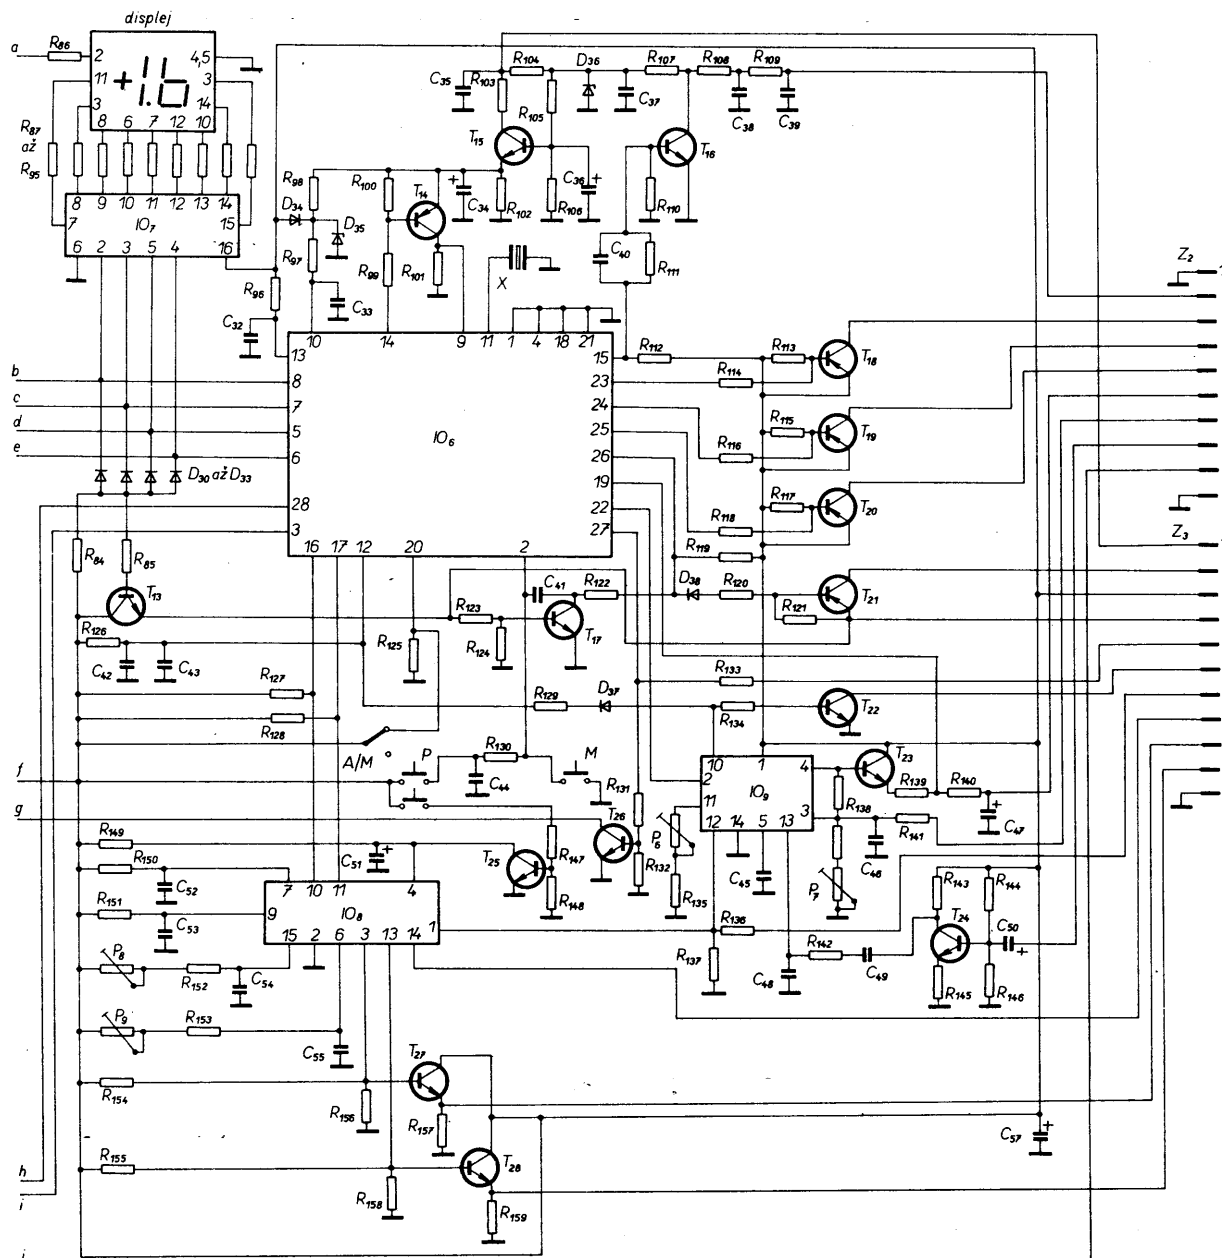 displej
a R86 2 4,5
11 +1.6 3
3 14
8 6 7 12 10
R87
až
R95
8 9 10 11 12 13 14
7 IO7 15
6 2 3 5 4 16
C35 R103 R104 D36 R107 R108 R109
C37 C38 C39
R105
T15 T16
R98 R100 T14 C34 R102 R106 C36 R110
D34 D35
R97 R99 R101 X C40 R111
R96 C33
C32
Z2 1
10 14 9 11 1 4 18 21
13 15 R112 R113 T18
b 8 23 R114
c 7 24 R115 T19
d 5 IO6 25 R116
e 6 26
D30 až D33 19 R117 T20
28 22 R118
3 27 R119
Z3 1
16 17 12 20 2
R84 R85 T13
C41 R122 D38 R120 T21
R121
R123 R124 T17
R126 R125
C42 C43
R133
R127 R129 D37 R134 T22
R128
A/M P R130 M
f C44 R131
10 1 4 T23
2 R139 R140
11 IO9 R138
12 14 5 13 3 R141 C47
g T26 P6 C46
R149 C51 T25 R147 R132 C45 P7
R150 R148 R135
C52 R143 R144
7 10 11 4
R151 9 IO8 1 R136 T24 C50
C53 15 2 6 3 13 14 R142
P8 R137 C48 C49
R152 C54 R145 R146
P9 R153
C55 T27
R154 R156
R157 C57
h R155 T28
i R158
R159
j